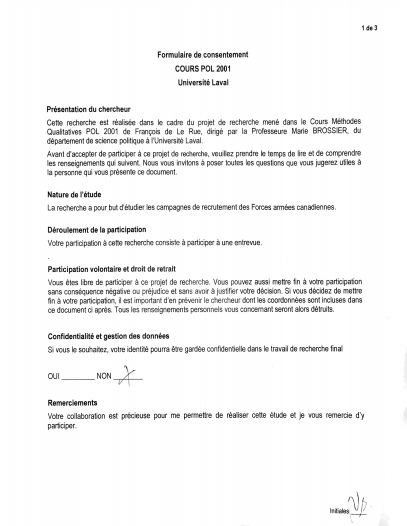 1 de 3
Formulaire de consentement
COURS POL 2001
Université Laval
Présentation du chercheur
Cette recherche est réalisée dans le cadre du projet de recherche mené dans le Cours Méthodes
Qualitatives POL 2001 de François de Le Rue, dirigé par la Professeure Marie BROSSIER, du
département de science politique à l'Université Laval.
Avant d'accepter de participer à ce projet de recherche, veuillez prendre le temps de lire et de comprendre
les renseignements qui suivent. Nous vous invitons à poser toutes les questions que vous jugerez utiles à
la personne qui vous présente ce document.
Nature de l'étude
La recherche a pour but d'étudier les campagnes de recrutement des Forces armées canadiennes.
Déroulement de la participation
Votre participation à cette recherche consiste à participer à une entrevue.
.
Participation volontaire et droit de retrait
Vous êtes libre de participer à ce projet de recherche. Vous pouvez aussi mettre fin à votre participation
sans conséquence négative ou préjudice et sans avoir à justifier votre décision. Si vous décidez de mettre
fin à votre participation, il est important d'en prévenir le chercheur dont les coordonnées sont incluses dans
ce document ci après. Tous les renseignements personnels vous concernant seront alors détruits.
Confidentialité et gestion des données
Si vous le souhaitez, votre identité pourra être gardée confidentielle dans le travail de recherche final
OUI ________ NON ________
Remerciements
Votre collaboration est précieuse pour me permettre de réaliser cette étude et je vous remercie d'y
participer.
Initiales